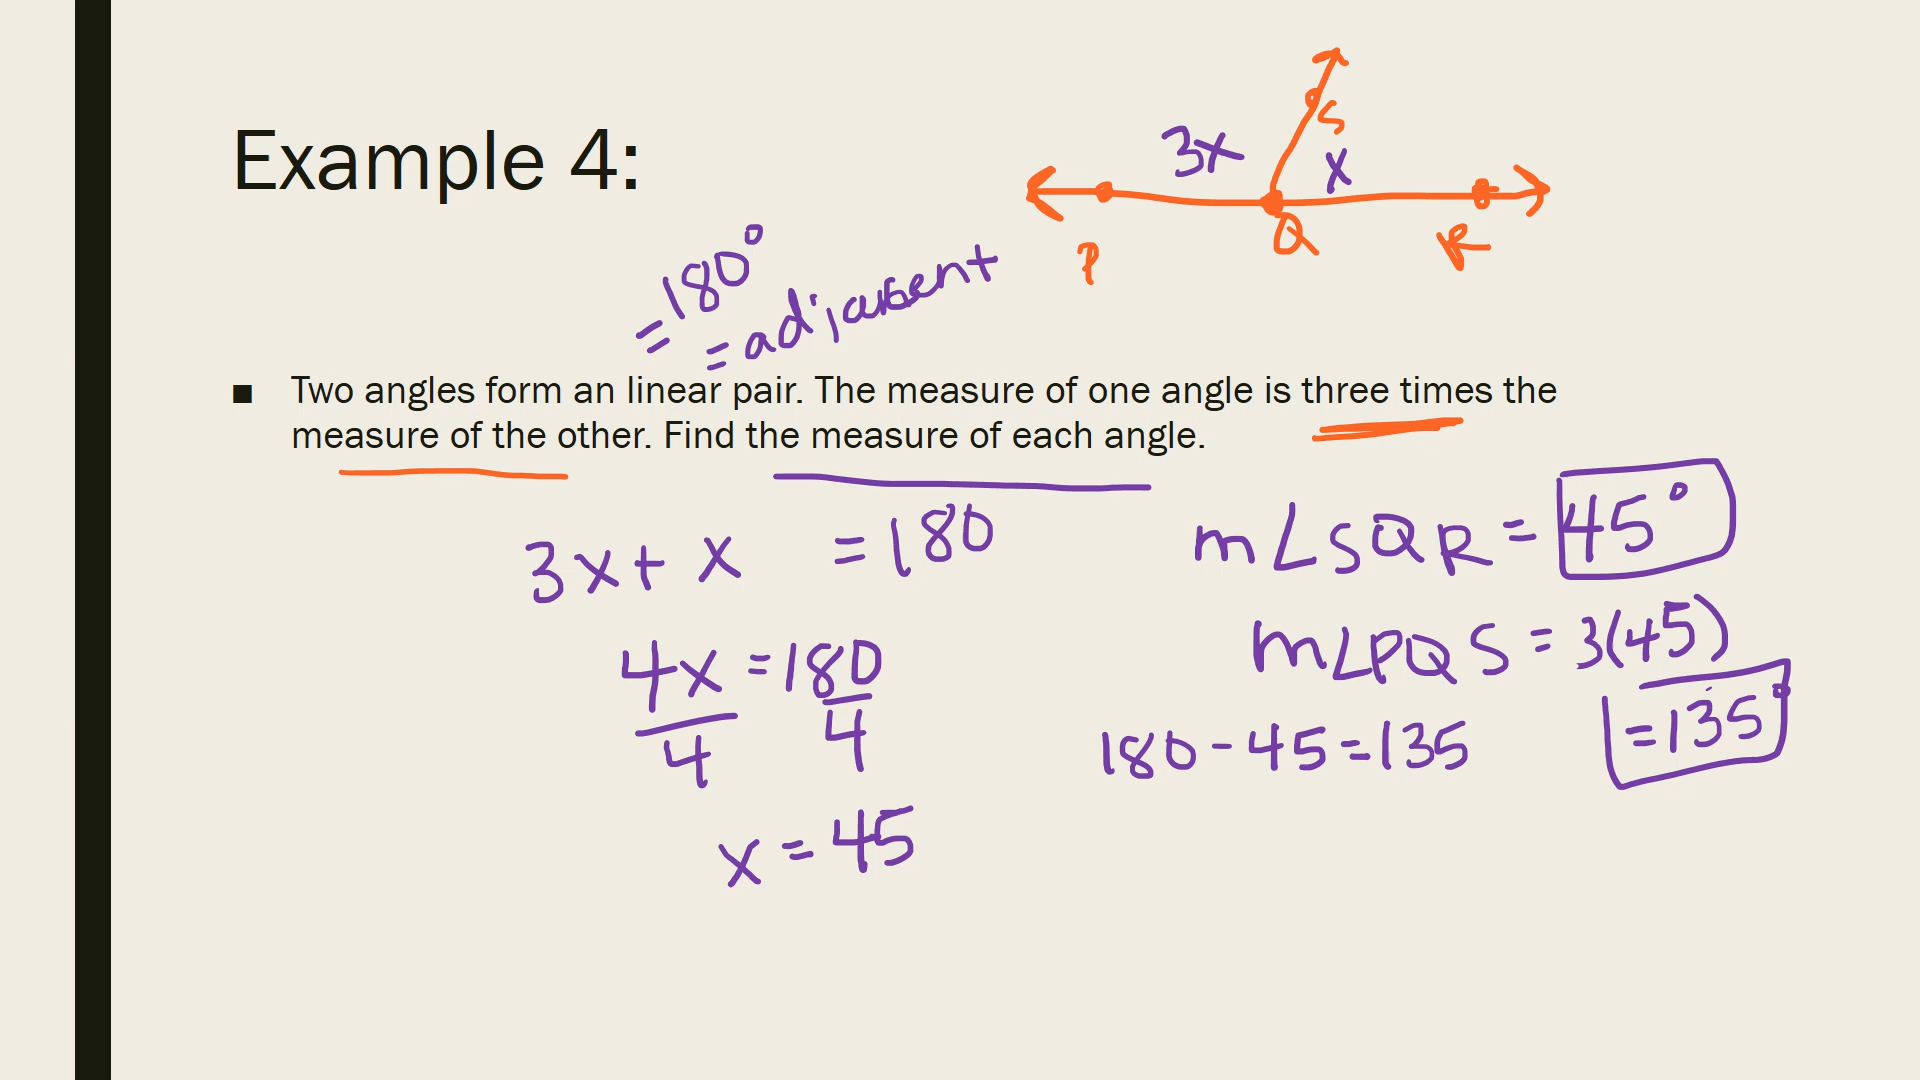 Example 4:
3x
S
x
P
Q
R
= 180°
= adjacent
■ Two angles form an linear pair. The measure of one angle is three times the
measure of the other. Find the measure of each angle.
3x + x = 180
4x = 180
4 4
x = 45
m∠SQR = 45°
m∠PQS = 3(45)
= 135°
180 - 45 = 135